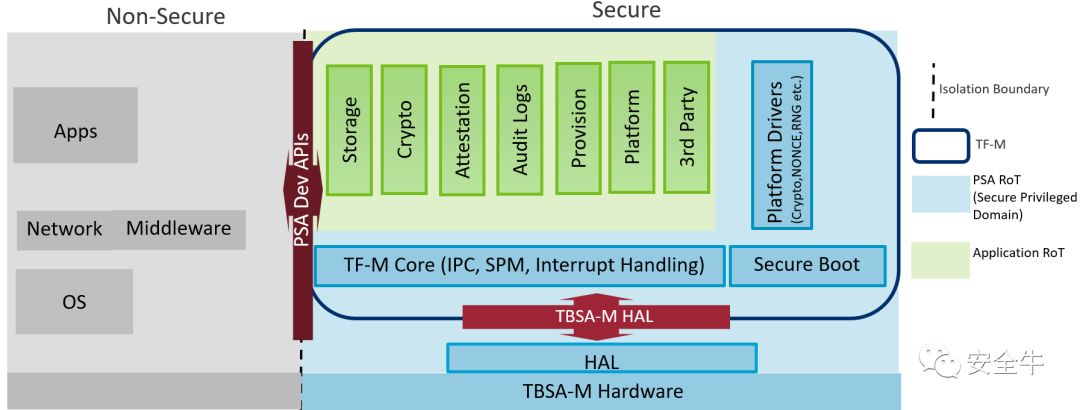 Non-Secure
Secure
Apps
Network
Middleware
OS
PSA Dev APIs
Storage
Crypto
Attestation
Audit Logs
Provision
Platform
3rd Party
Platform Drivers
(Crypto,NONCE,RNG etc.)
TF-M Core (IPC, SPM, Interrupt Handling)
Secure Boot
TBSA-M HAL
HAL
TBSA-M Hardware
Isolation Boundary
TF-M
PSA RoT
(Secure Privileged
Domain)
Application RoT
安全牛